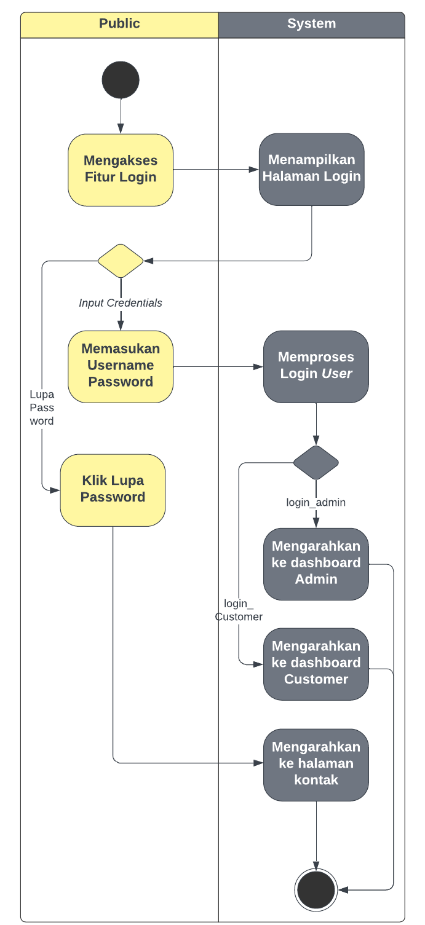 Public
System
Mengakses
Fitur Login
Menampilkan
Halaman Login
Input Credentials
Memasukan
Username
Password
Memproses
Login User
Lupa
Pass
word
Klik Lupa
Password
login_admin
Mengarahkan
ke dashboard
Admin
login_
Customer
Mengarahkan
ke dashboard
Customer
Mengarahkan
ke halaman
kontak